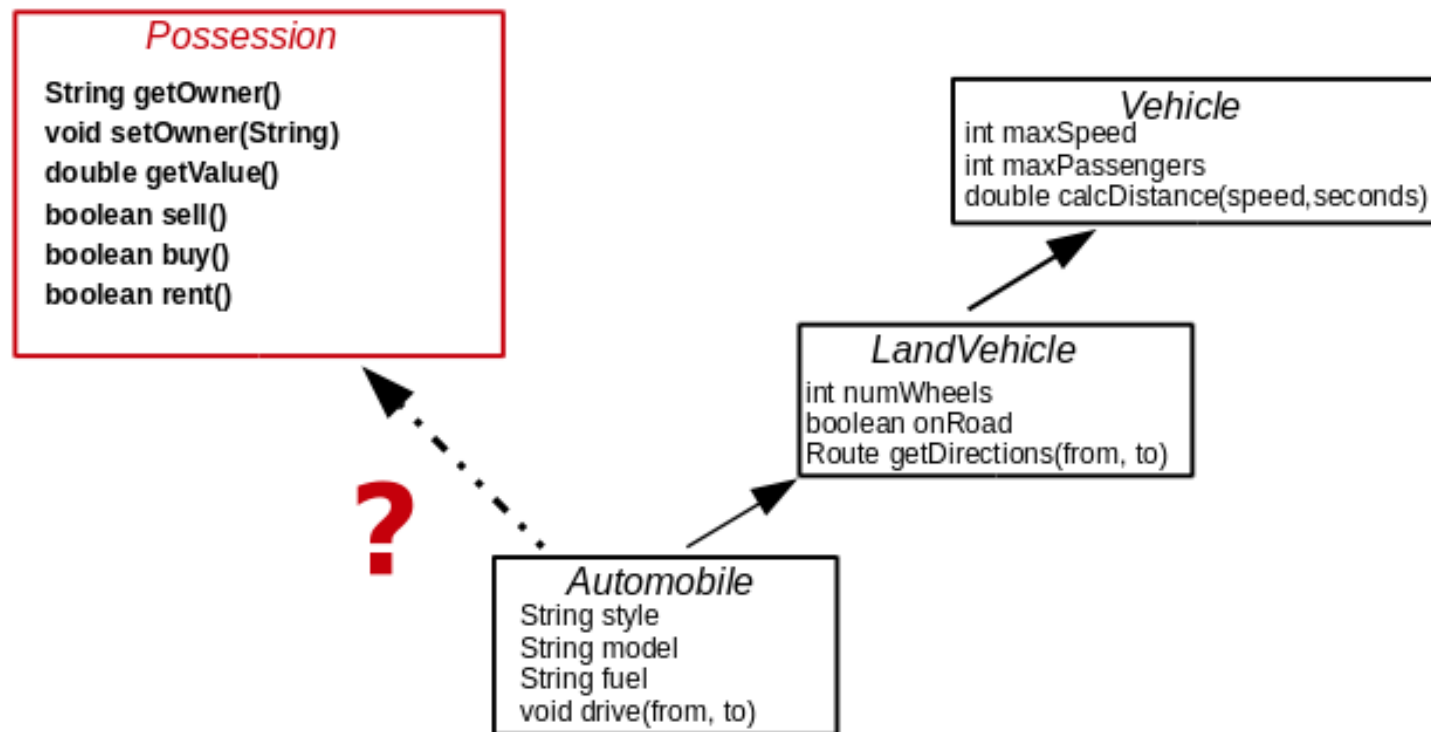 Possession
String getOwner()
void setOwner(String)
double getValue()
boolean sell()
boolean buy()
boolean rent()
Vehicle
int maxSpeed
int maxPassengers
double calcDistance(speed,seconds)
LandVehicle
int numWheels
boolean onRoad
Route getDirections(from, to)
?
Automobile
String style
String model
String fuel
void drive(from, to)